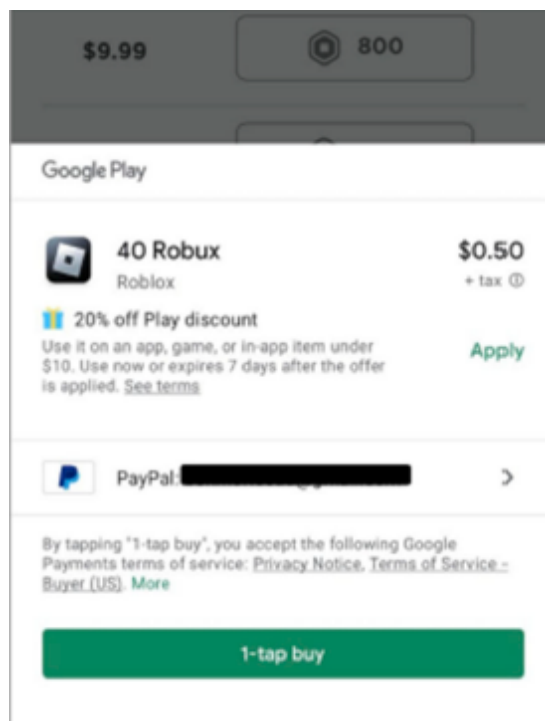 $9.99
800
Google Play
40 Robux
$0.50
Roblox
+ tax
20% off Play discount
Use it on an app, game, or in-app item under
$10. Use now or expires 7 days after the offer
is applied. See terms
Apply
PayPal:
By tapping "1-tap buy", you accept the following Google
Payments terms of service: Privacy Notice, Terms of Service –
Buyer (US). More
1-tap buy